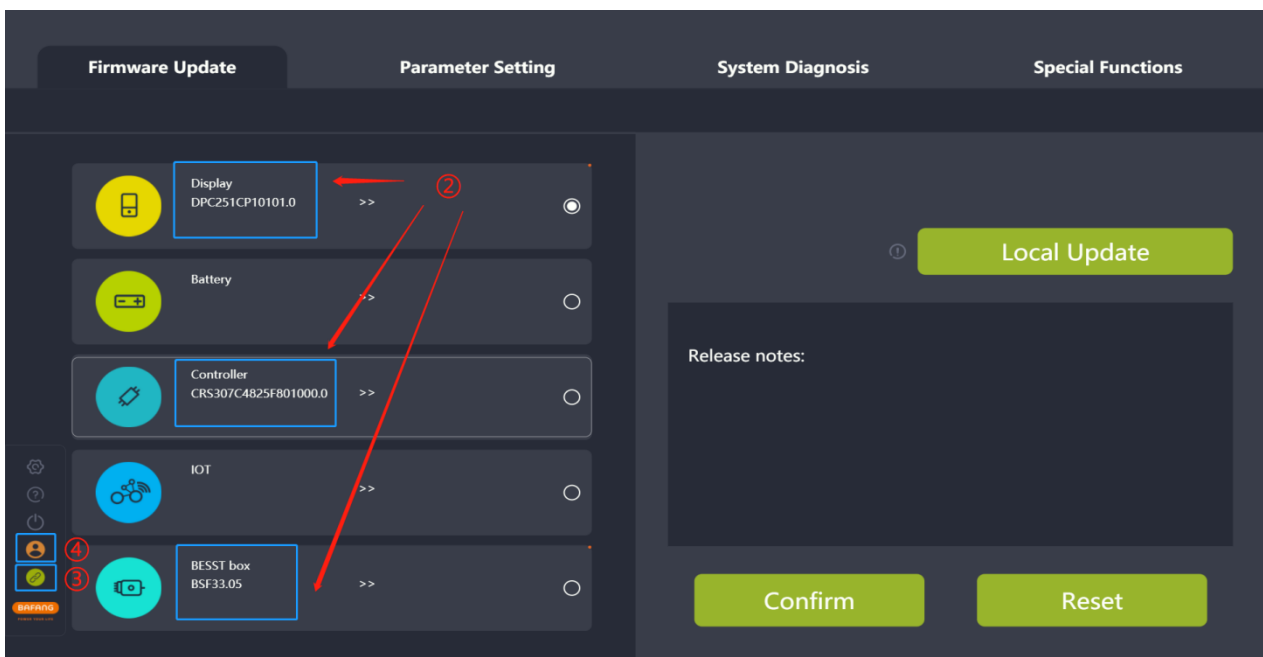 Firmware Update
Parameter Setting
System Diagnosis
Special Functions
Display
DPC251CP10101.0
>>
②
Battery
>>
Controller
CRS307C4825F801000.0
>>
IOT
>>
BESST box
BSF33.05
>>
④
③
BAFANG
Local Update
Release notes:
Confirm
Reset